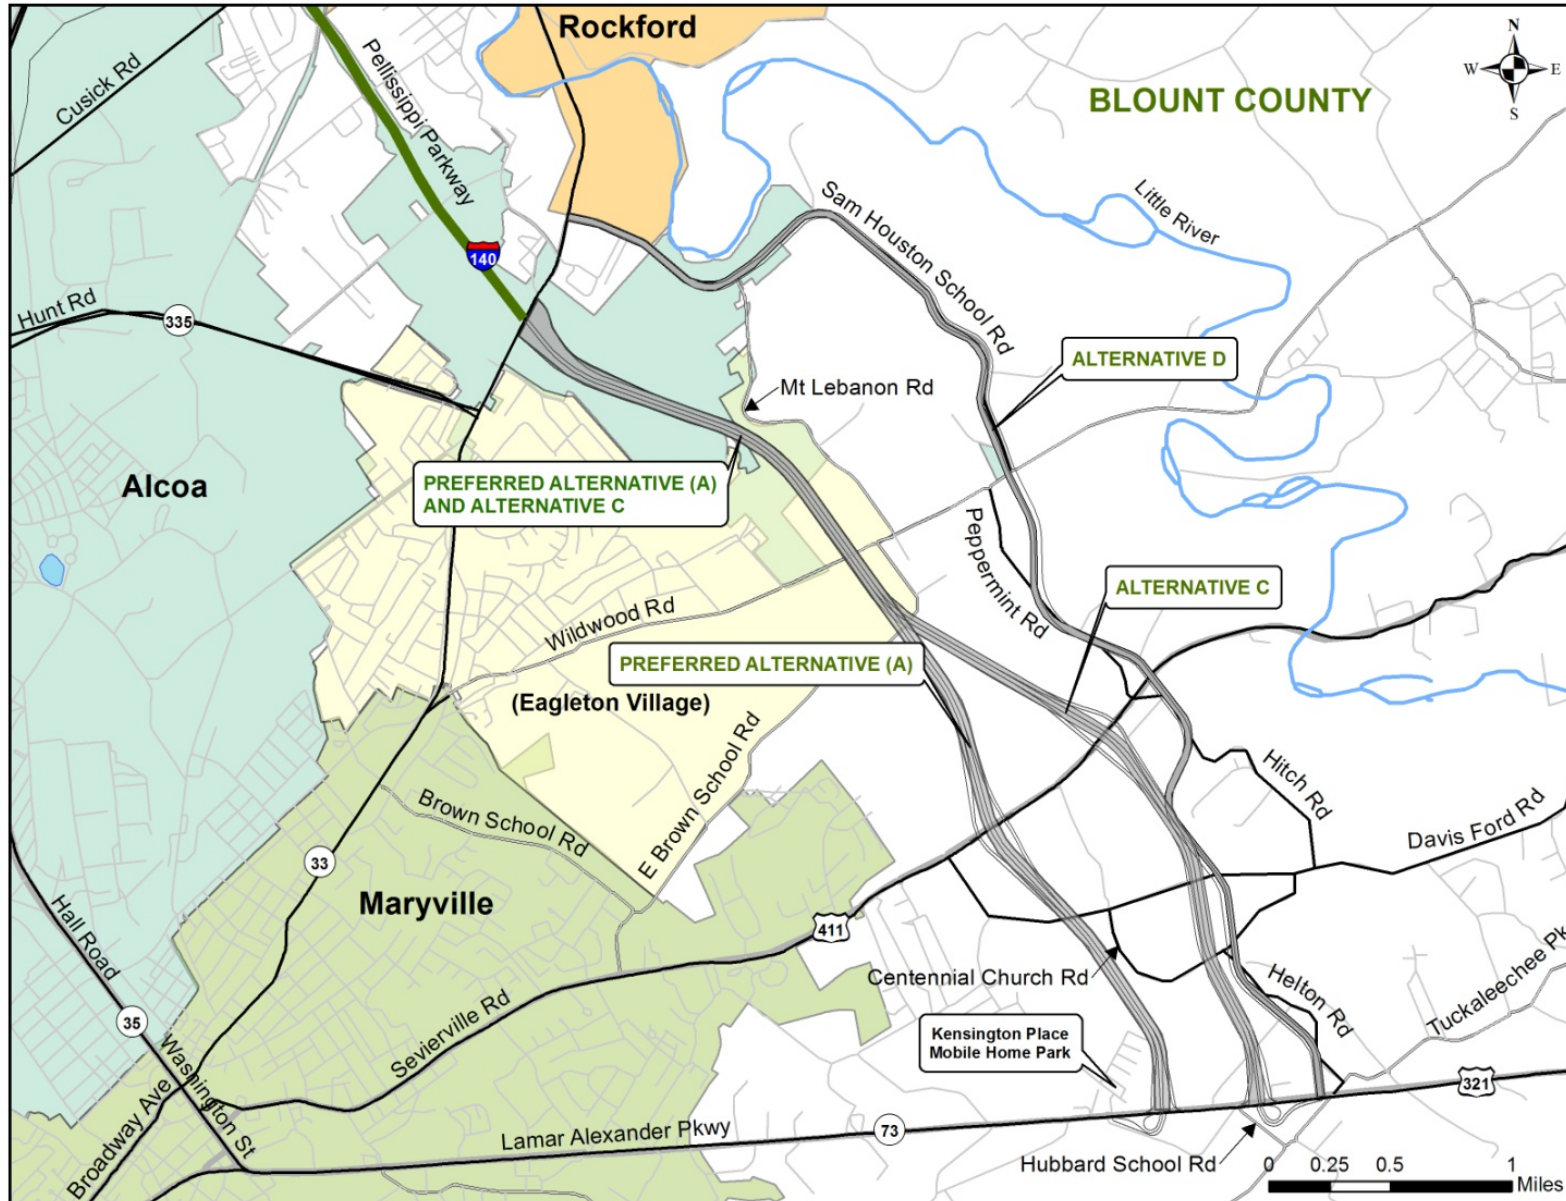 Rockford
N
W
E
S
BLOUNT COUNTY
Cusick Rd
Pellissippi Parkway
140
Little River
Sam Houston School Rd
Hunt Rd
335
ALTERNATIVE D
Mt Lebanon Rd
PREFERRED ALTERNATIVE (A)
AND ALTERNATIVE C
Alcoa
Peppermint Rd
ALTERNATIVE C
Wildwood Rd
PREFERRED ALTERNATIVE (A)
(Eagleton Village)
E Brown School Rd
Brown School Rd
Hitch Rd
Davis Ford Rd
33
Maryville
411
Hall Road
Centennial Church Rd
Helton Rd
Tuckaleechee Pk
35
Sevierville Rd
Kensington Place
Mobile Home Park
Washington St
Broadway Ave
321
Lamar Alexander Pkwy
73
Hubbard School Rd
0 0.25 0.5 1
Miles